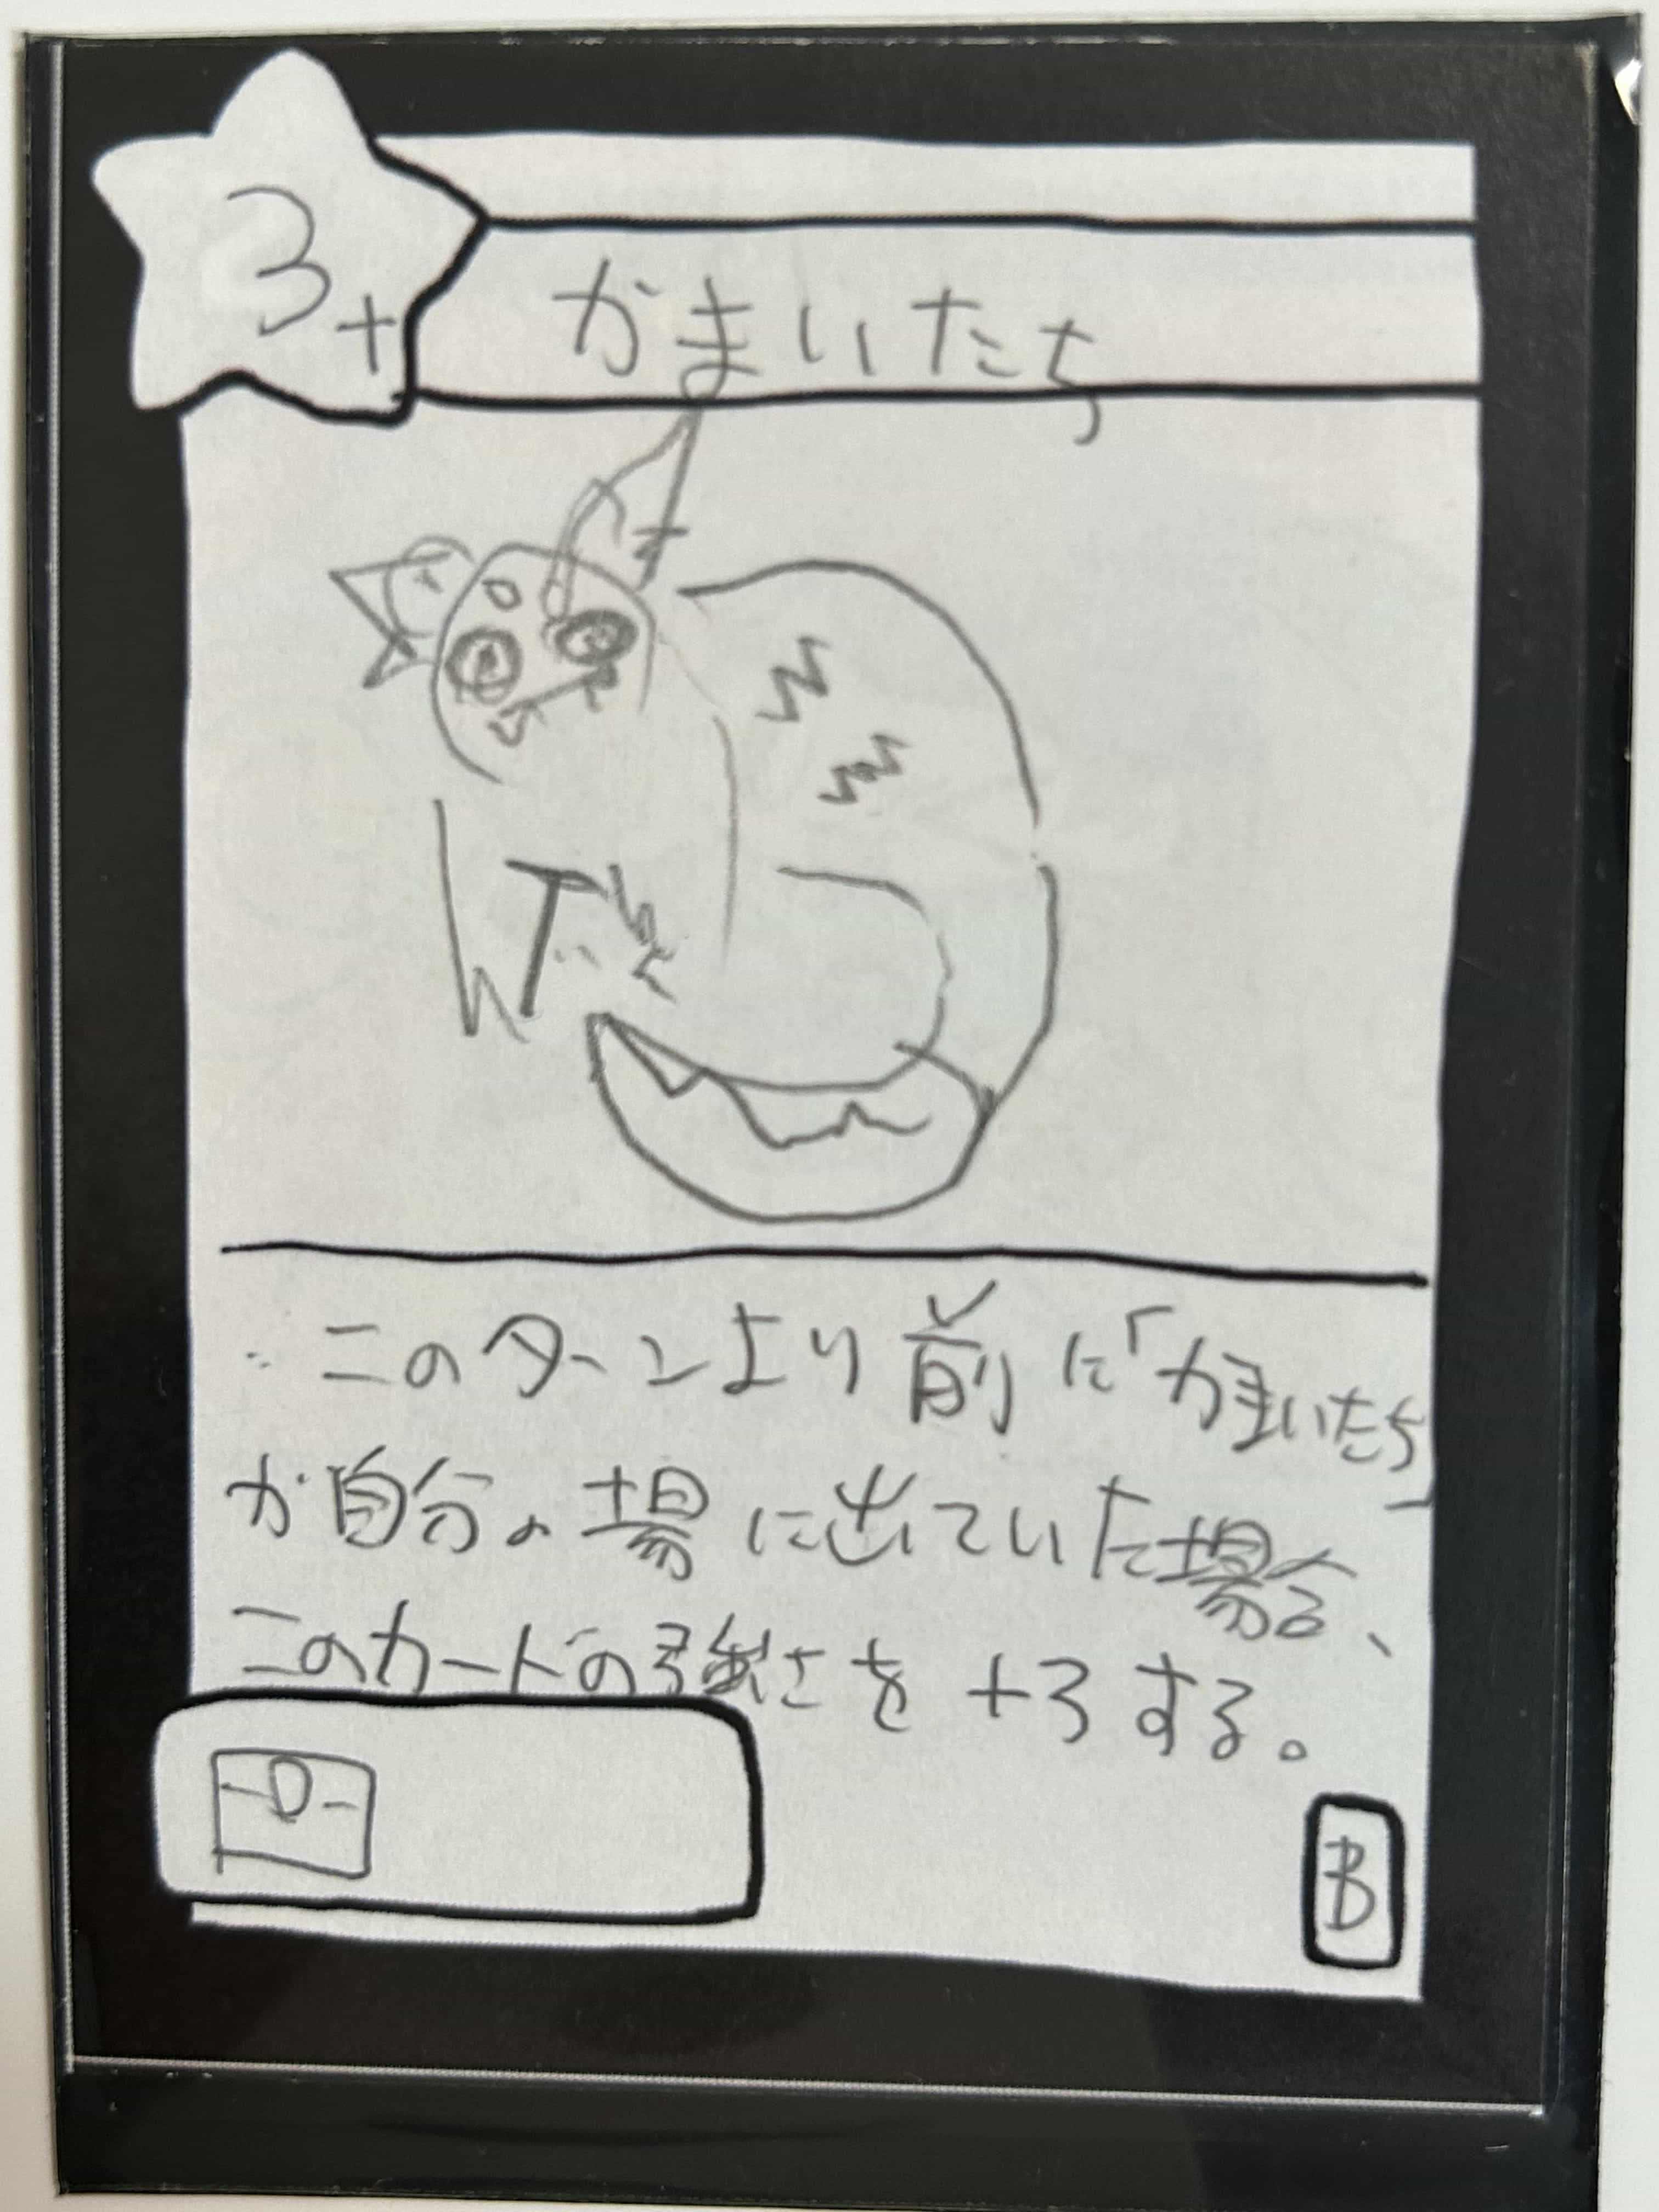 3+
かまいたち
このターンより前に「かまいたち」
が自分の場に出ていた場合、
このカードの強さを+3する。
B